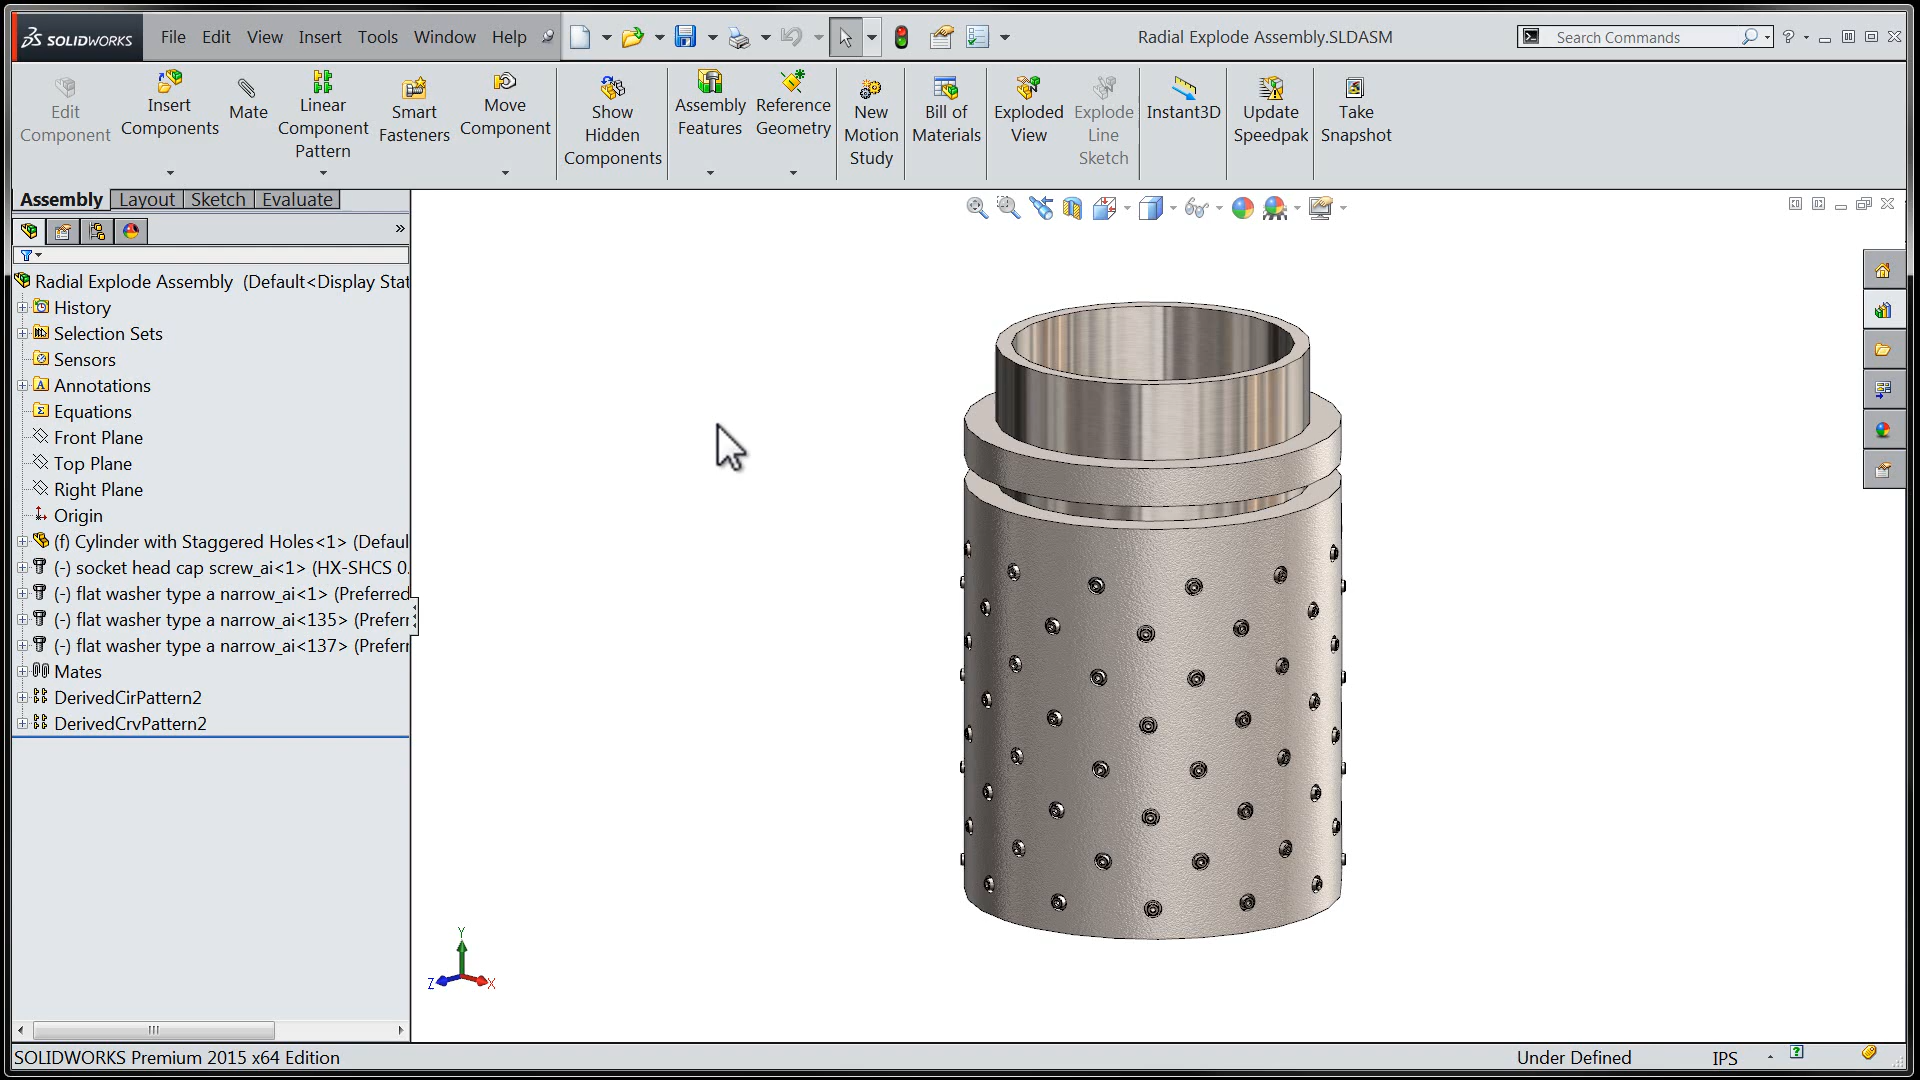 SOLIDWORKS File Edit View Insert Tools Window Help Radial Explode Assembly.SLDASM Search Commands
Edit Component
Insert Components
Mate
Linear Component Pattern
Smart Fasteners
Move Component
Show Hidden Components
Assembly Features
Reference Geometry
New Motion Study
Bill of Materials
Exploded View
Explode Line Sketch
Instant3D
Update Speedpak
Take Snapshot
Assembly Layout Sketch Evaluate
Radial Explode Assembly (Default<Display Stat
History
Selection Sets
Sensors
Annotations
Equations
Front Plane
Top Plane
Right Plane
Origin
(f) Cylinder with Staggered Holes<1> (Defaul
(-) socket head cap screw_ai<1> (HX-SHCS 0.
(-) flat washer type a narrow_ai<1> (Preferred
(-) flat washer type a narrow_ai<135> (Preferr
(-) flat washer type a narrow_ai<137> (Preferr
Mates
DerivedCirPattern2
DerivedCrvPattern2
Y
Z X
SOLIDWORKS Premium 2015 x64 Edition Under Defined IPS